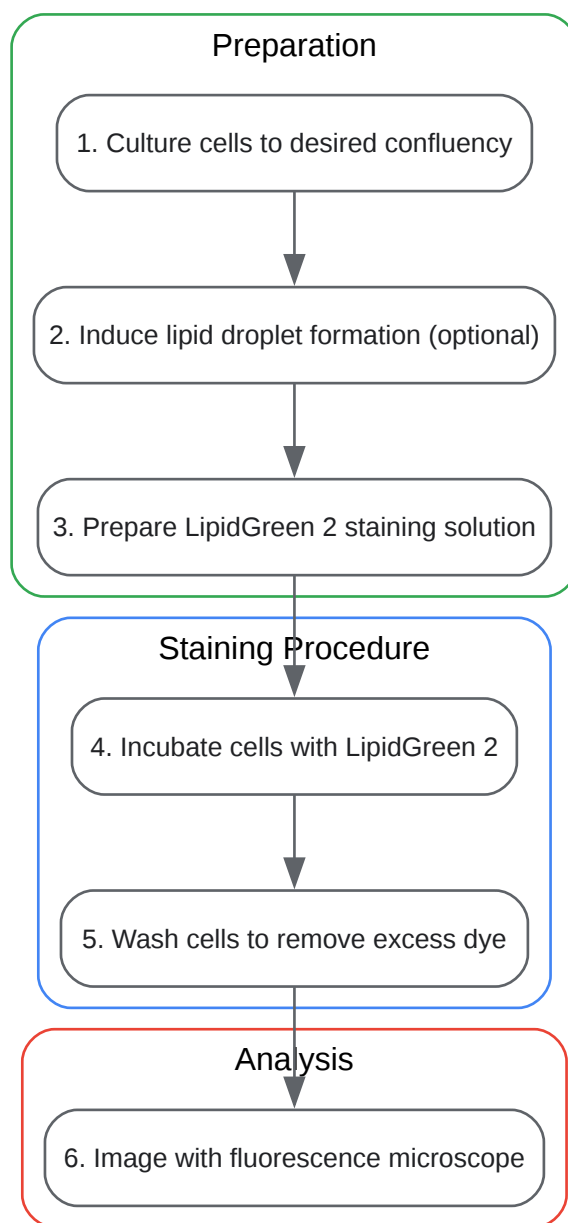 Preparation
1. Culture cells to desired confluency
2. Induce lipid droplet formation (optional)
3. Prepare LipidGreen 2 staining solution
Staining Procedure
4. Incubate cells with LipidGreen 2
5. Wash cells to remove excess dye
Analysis
6. Image with fluorescence microscope